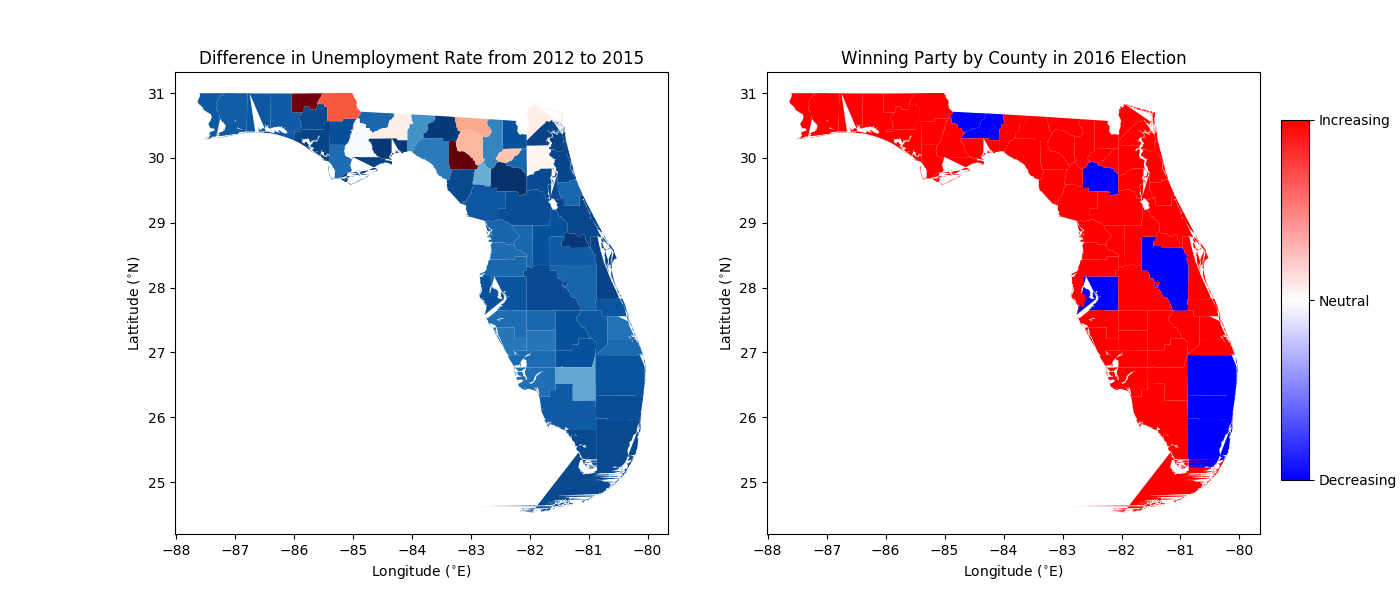 Difference in Unemployment Rate from 2012 to 2015
31
30
29
28
27
26
25
Lattitude (°N)
−88 −87 −86 −85 −84 −83 −82 −81 −80
Longitude (°E)
Winning Party by County in 2016 Election
31
30
29
28
27
26
25
Lattitude (°N)
−88 −87 −86 −85 −84 −83 −82 −81 −80
Longitude (°E)
Increasing
Neutral
Decreasing